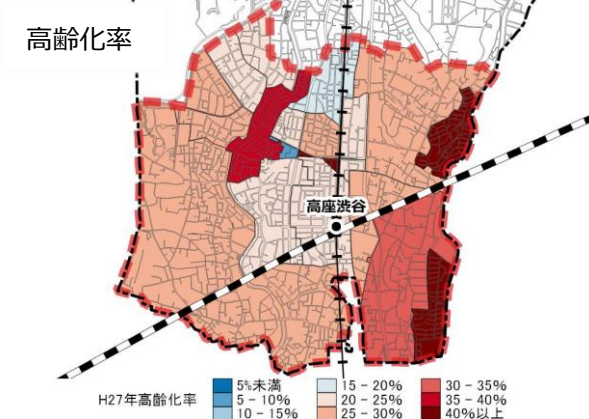 高齢化率
高座渋谷
H27年高齢化率
5%未満
5 - 10%
10 - 15%
15 - 20%
20 - 25%
25 - 30%
30 - 35%
35 - 40%
40%以上